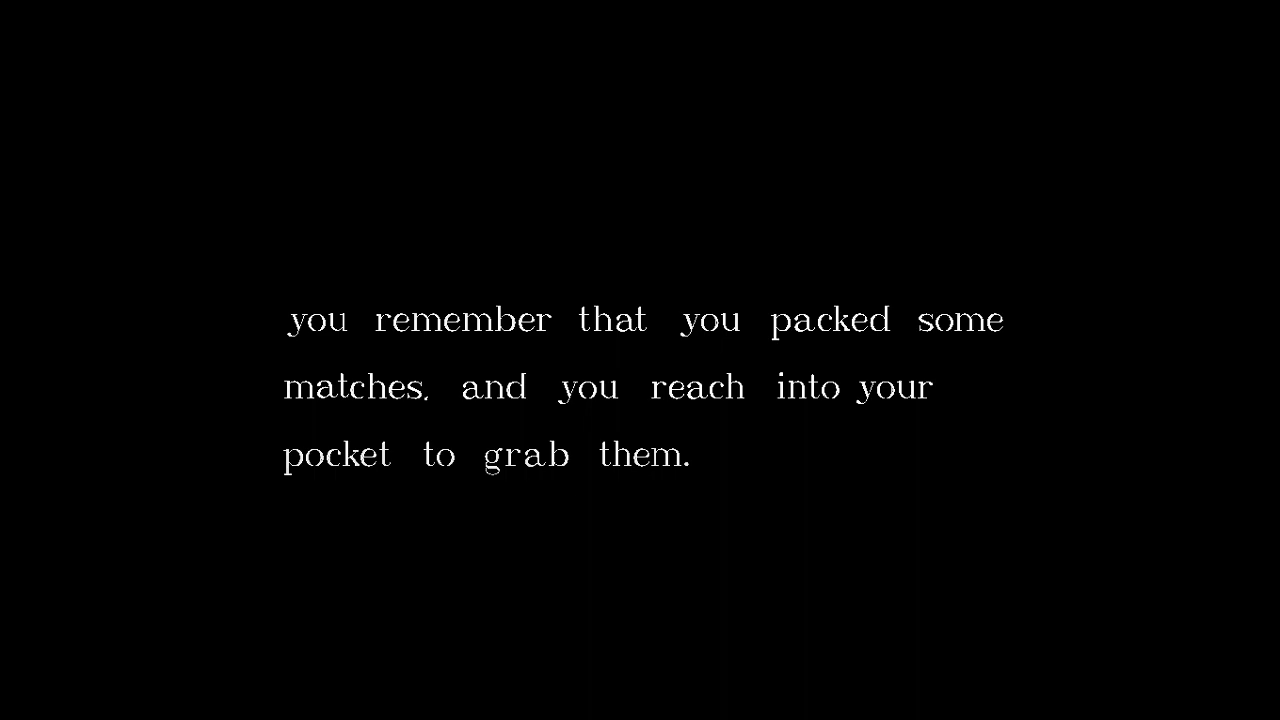 you remember that you packed some
matches, and you reach into your
pocket to grab them.